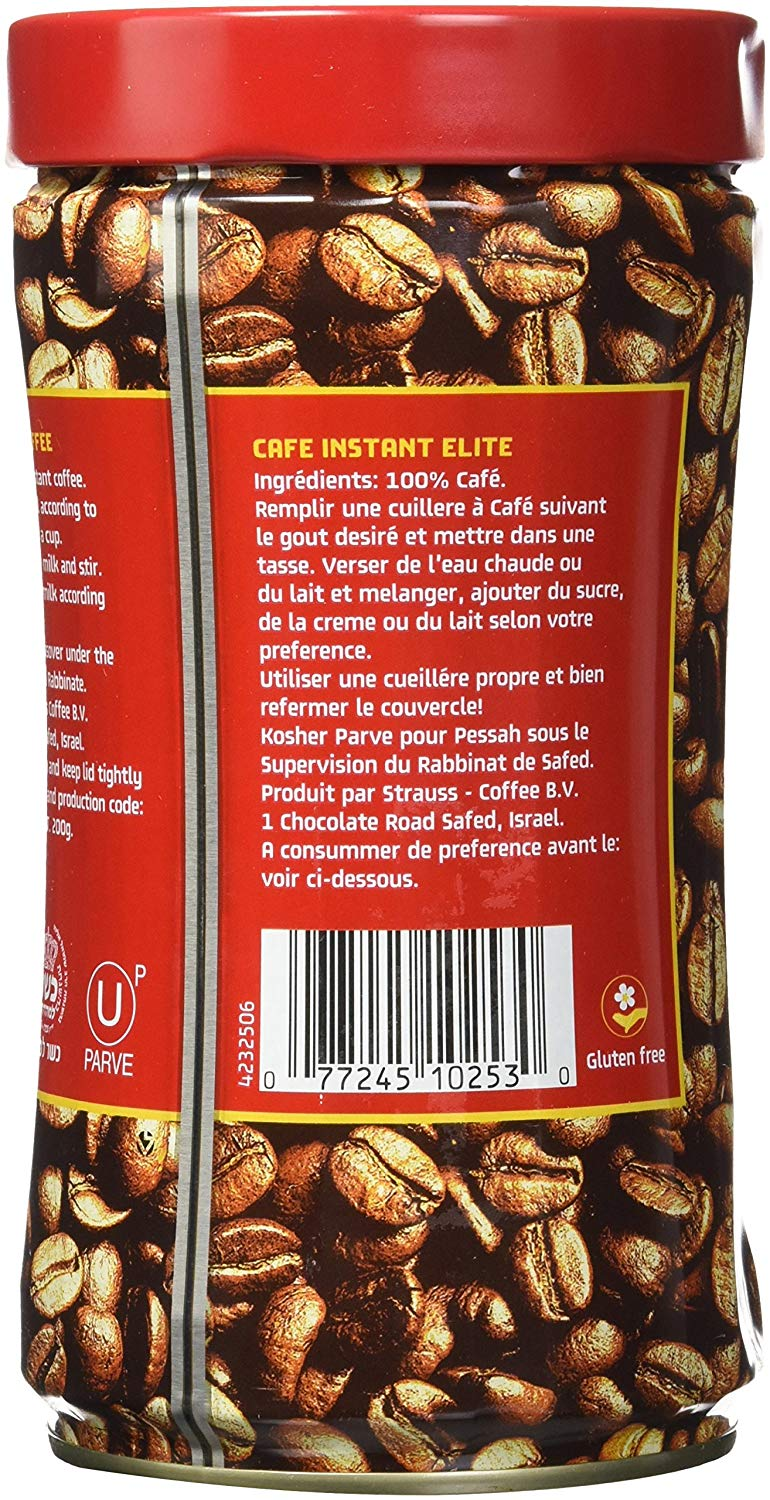 FFEE
tant coffee.
according to
a cup.
milk and stir.
milk according
sover under the
Rabbinate.
Coffee B.V.
fed, Israel.
and keep lid tightly
and production code:
200g.
U P
PARVE
CAFE INSTANT ELITE
Ingrédients: 100% Café.
Remplir une cuillere à Café suivant
le gout desiré et mettre dans une
tasse. Verser de l'eau chaude ou
du lait et melanger, ajouter du sucre,
de la creme ou du lait selon votre
preference.
Utiliser une cueillére propre et bien
refermer le couvercle!
Kosher Parve pour Pessah sous le
Supervision du Rabbinat de Safed.
Produit par Strauss - Coffee B.V.
1 Chocolate Road Safed, Israel.
A consummer de preference avant le:
voir ci-dessous.
4232506
0 77245 10253 0
Gluten free